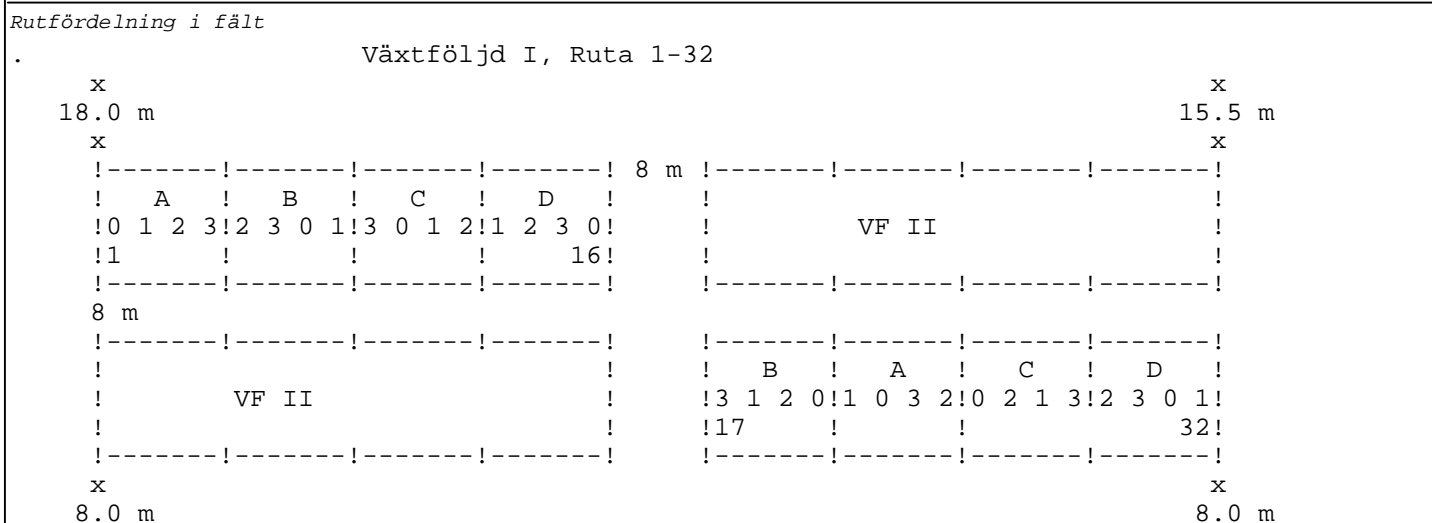 Rutfördelning i fält
.                    Växtföljd I, Ruta 1-32
     x                                                                    x
   18.0 m                                                               15.5 m
     x                                                                    x
     !-------!-------!-------!-------! 8 m !-------!-------!-------!-------!
     !   A   !   B   !   C   !   D   !     !                               !
     !0 1 2 3!2 3 0 1!3 0 1 2!1 2 3 0!     !         VF II                 !
     !1      !       !       !     16!     !                               !
     !-------!-------!-------!-------!     !-------!-------!-------!-------!
     8 m
     !-------!-------!-------!-------!     !-------!-------!-------!-------!
     !                               !     !   B   !   A   !   C   !   D   !
     !        VF II                  !     !3 1 2 0!1 0 3 2!0 2 1 3!2 3 0 1!
     !                               !     !17     !       !             32!
     !-------!-------!-------!-------!     !-------!-------!-------!-------!
     x                                                                     x
    8.0 m                                                                 8.0 m